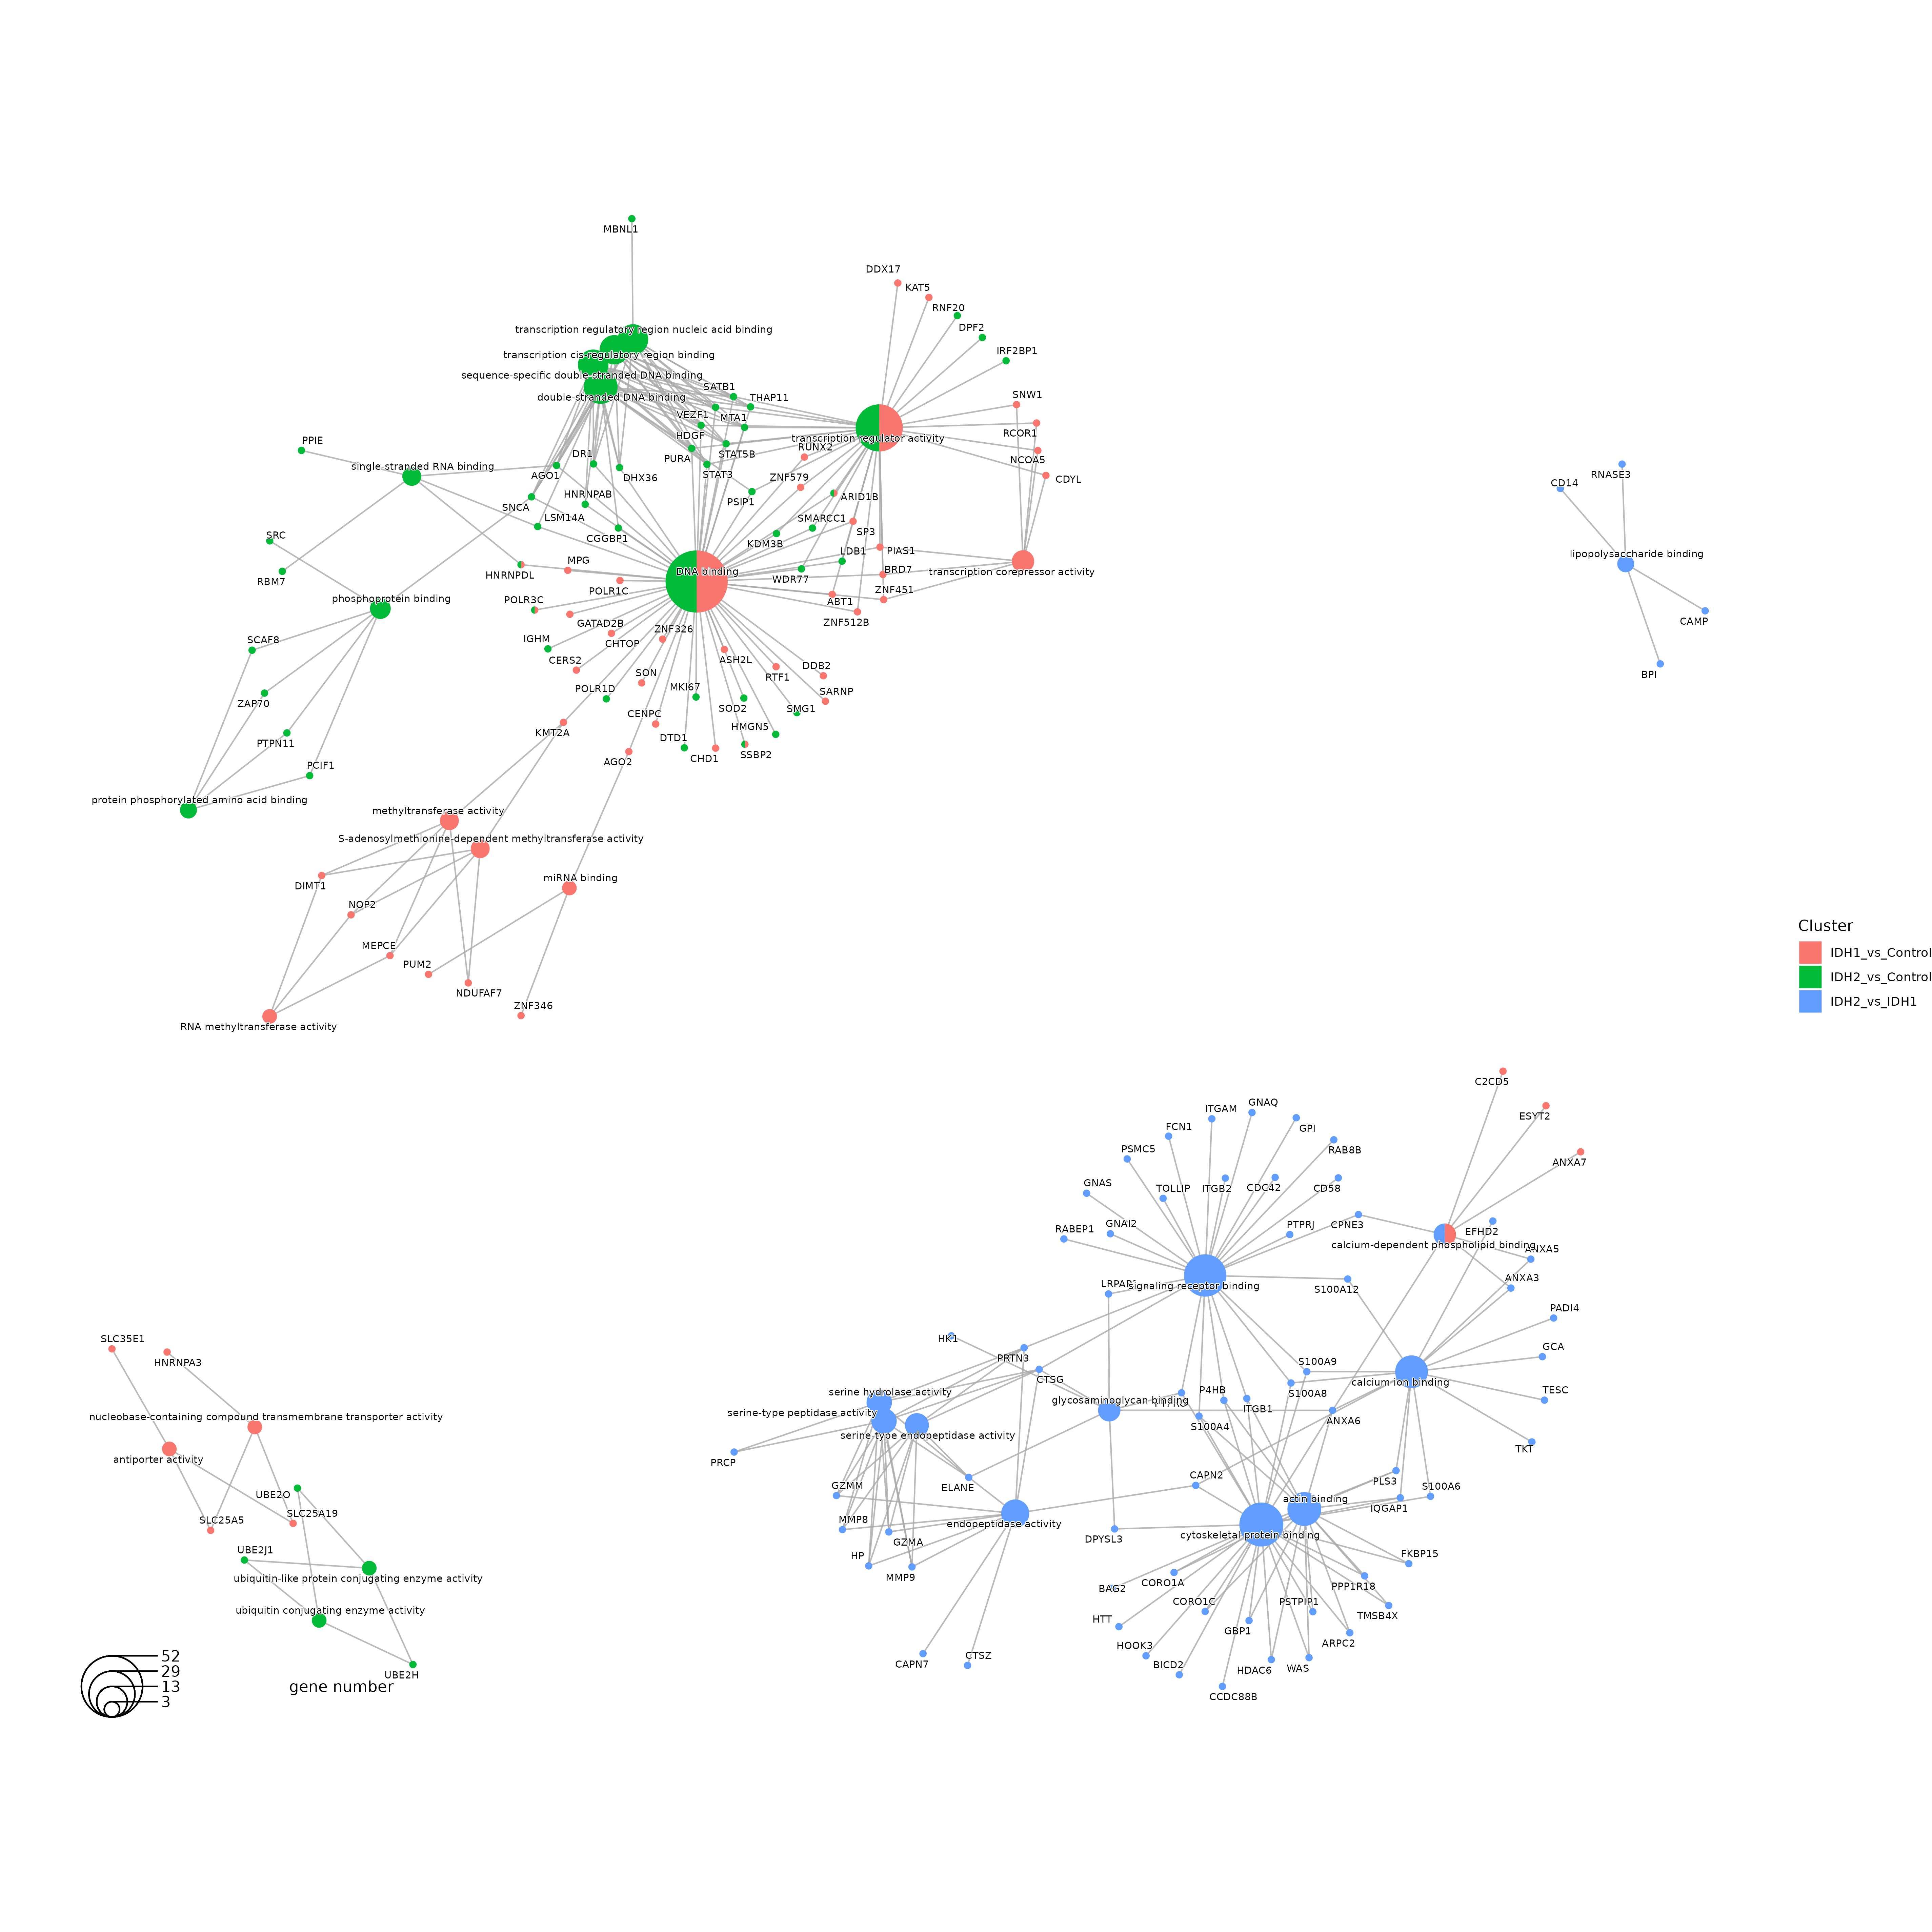 MBNL1
DDX17
KAT5
RNF20
DPF2
transcription regulatory region nucleic acid binding
IRF2BP1
transcription cis-regulatory region binding
sequence-specific double-stranded DNA binding
SATB1
SNW1
double-stranded DNA binding
THAP11
VEZF1
MTA1
RCOR1
HDGF
transcription regulator activity
PPIE
RUNX2
DR1
STAT5B
PURA
NCOA5
single-stranded RNA binding
CD14
RNASE3
AGO1
DHX36
STAT3
ZNF579
CDYL
HNRNPAB
PSIP1
ARID1B
SNCA
LSM14A
SMARCC1
SP3
SRC
CGGBP1
KDM3B
LDB1
PIAS1
lipopolysaccharide binding
MPG
DNA binding
BRD7
transcription corepressor activity
HNRNPDL
RBM7
WDR77
POLR1C
ZNF451
phosphoprotein binding
POLR3C
ABT1
GATAD2B
ZNF512B
CAMP
ZNF326
SCAF8
IGHM
CHTOP
CERS2
ASH2L
DDB2
SON
RTF1
BPI
POLR1D
MKI67
SARNP
ZAP70
SOD2
SMG1
CENPC
HMGN5
KMT2A
PTPN11
DTD1
CHD1
SSBP2
PCIF1
AGO2
protein phosphorylated amino acid binding
methyltransferase activity
S-adenosylmethionine-dependent methyltransferase activity
miRNA binding
DIMT1
NOP2
Cluster
MEPCE
IDH1_vs_Control
PUM2
IDH2_vs_Control
NDUFAF7
IDH2_vs_IDH1
ZNF346
RNA methyltransferase activity
C2CD5
ITGAM
GNAQ
ESYT2
FCN1
GPI
PSMC5
RAB8B
ANXA7
GNAS
TOLLIP
ITGB2
CDC42
CD58
RABEP1
GNAI2
PTPRJ
CPNE3
EFHD2
calcium-dependent phospholipid binding
ANXA5
signaling receptor binding
S100A12
ANXA3
PADI4
SLC35E1
HK1
GCA
HNRNPA3
PRTN3
S100A9
CTSG
calcium ion binding
serine hydrolase activity
P4HB
S100A8
TESC
glycosaminoglycan binding
ITGB1
nucleobase-containing compound transmembrane transporter activity
serine-type peptidase activity
S100A4
ANXA6
serine-type endopeptidase activity
TKT
antiporter activity
PRCP
CAPN2
PLS3
S100A6
GZMM
ELANE
UBE2O
actin binding
IQGAP1
SLC25A19
SLC25A5
MMP8
endopeptidase activity
cytoskeletal protein binding
GZMA
DPYSL3
UBE2J1
HP
FKBP15
MMP9
ubiquitin-like protein conjugating enzyme activity
BAG2
CORO1A
PPP1R18
CORO1C
PSTPIP1
TMSB4X
ubiquitin conjugating enzyme activity
HTT
GBP1
HOOK3
ARPC2
52
29
13
3
gene number
UBE2H
CAPN7
CTSZ
BICD2
HDAC6
WAS
CCDC88B